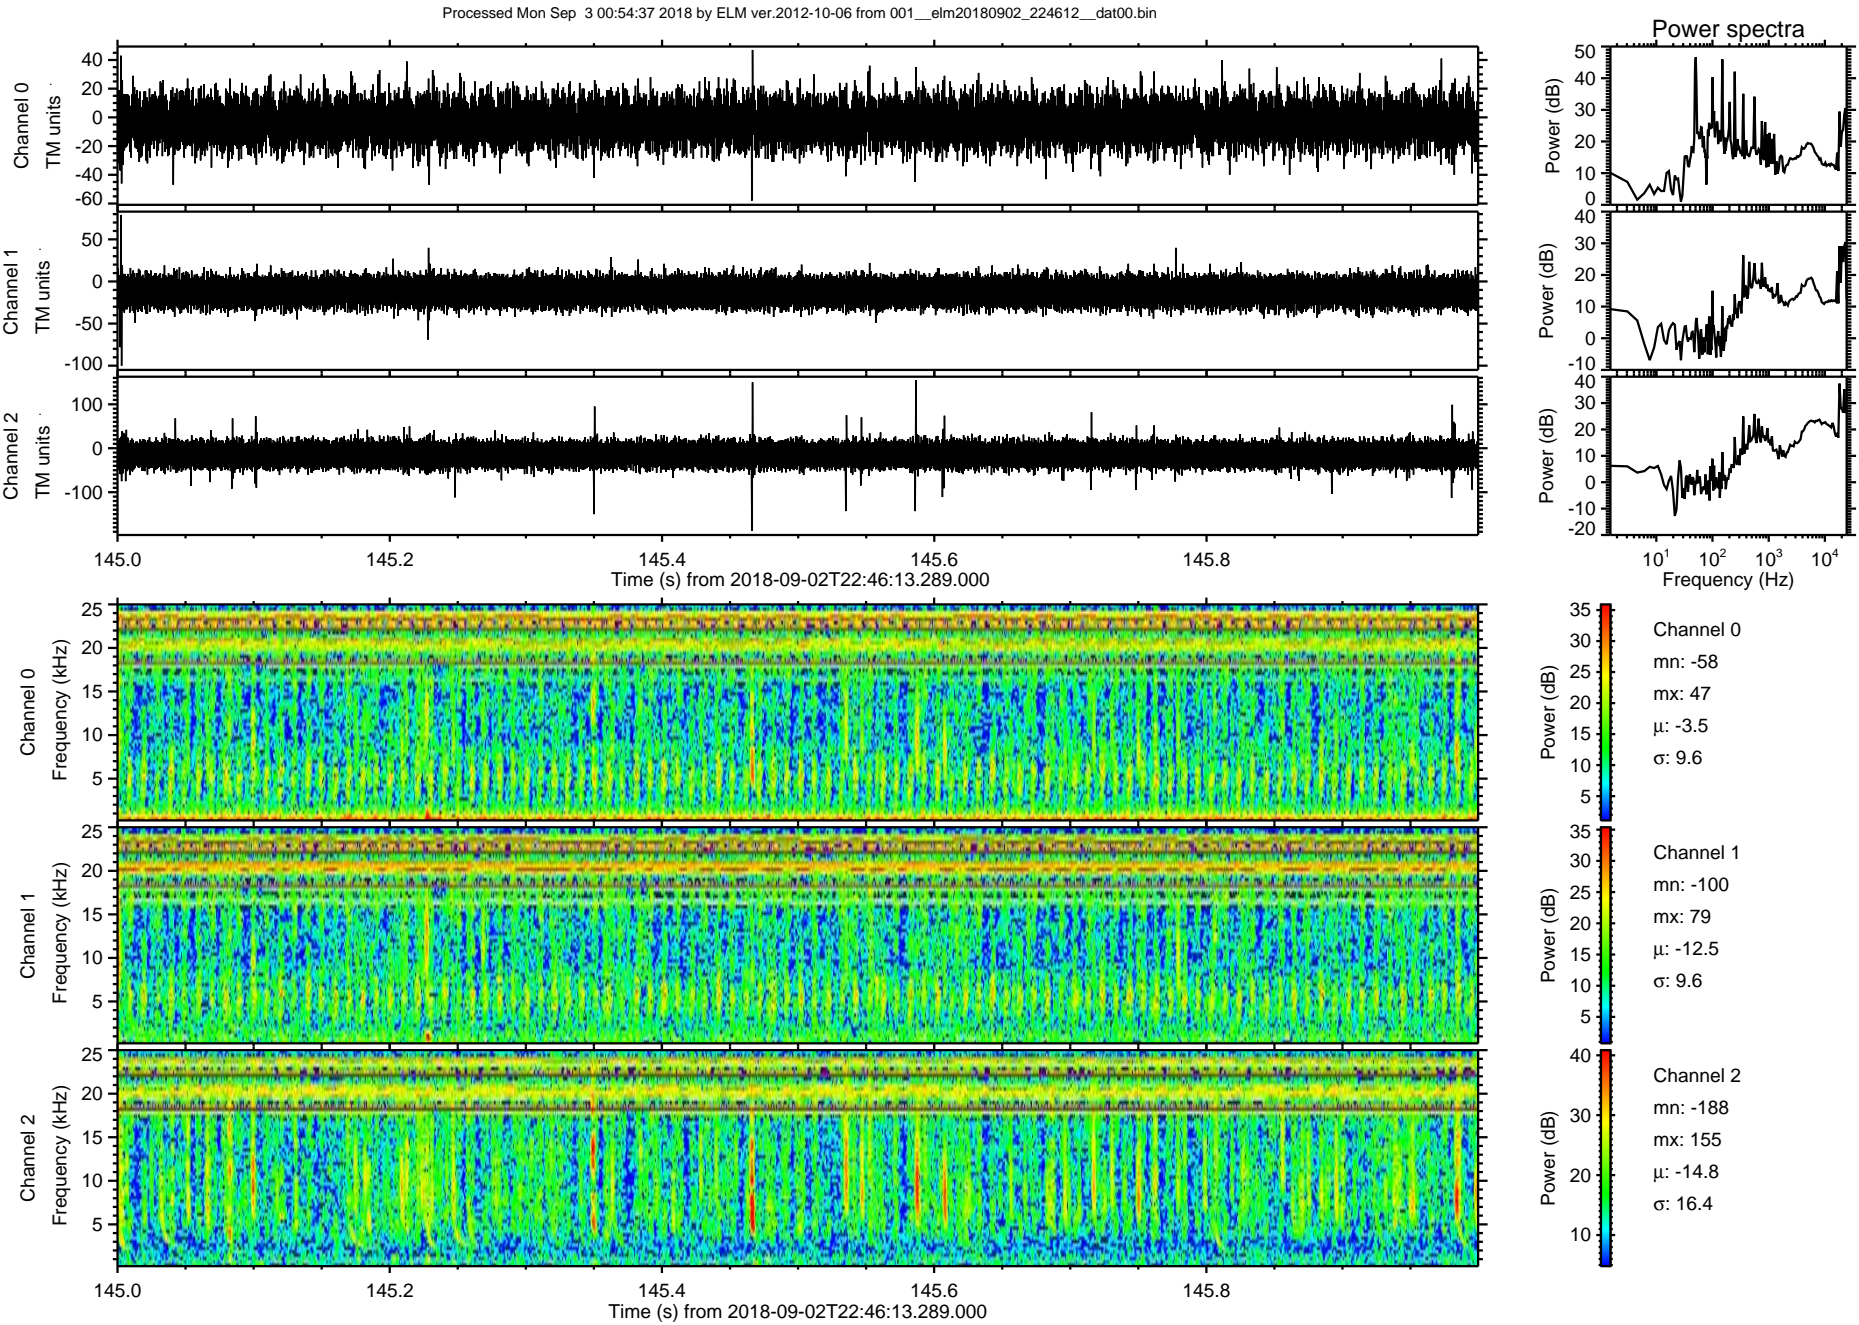 Processed Mon Sep  3 00:54:37 2018 by ELM ver.2012-10-06 from 001__elm20180902_224612__dat00.bin
Power spectra
Channel 0
TM units
40
20
0
-20
-40
-60
Power (dB)
50
40
30
20
10
0
Channel 1
TM units
50
0
-50
-100
Power (dB)
40
30
20
10
0
-10
Channel 2
TM units
100
0
-100
Power (dB)
40
30
20
10
0
-10
-20
145.0 145.2 145.4 145.6 145.8
Time (s) from 2018-09-02T22:46:13.289.000
10¹ 10² 10³ 10⁴
Frequency (Hz)
Channel 0
Frequency (kHz)
25
20
15
10
5
Power (dB)
35
30
25
20
15
10
5
Channel 0
mn: -58
mx: 47
μ: -3.5
σ: 9.6
Channel 1
Frequency (kHz)
25
20
15
10
5
Power (dB)
35
30
25
20
15
10
5
Channel 1
mn: -100
mx: 79
μ: -12.5
σ: 9.6
Channel 2
Frequency (kHz)
25
20
15
10
5
Power (dB)
40
30
20
10
Channel 2
mn: -188
mx: 155
μ: -14.8
σ: 16.4
145.0 145.2 145.4 145.6 145.8
Time (s) from 2018-09-02T22:46:13.289.000